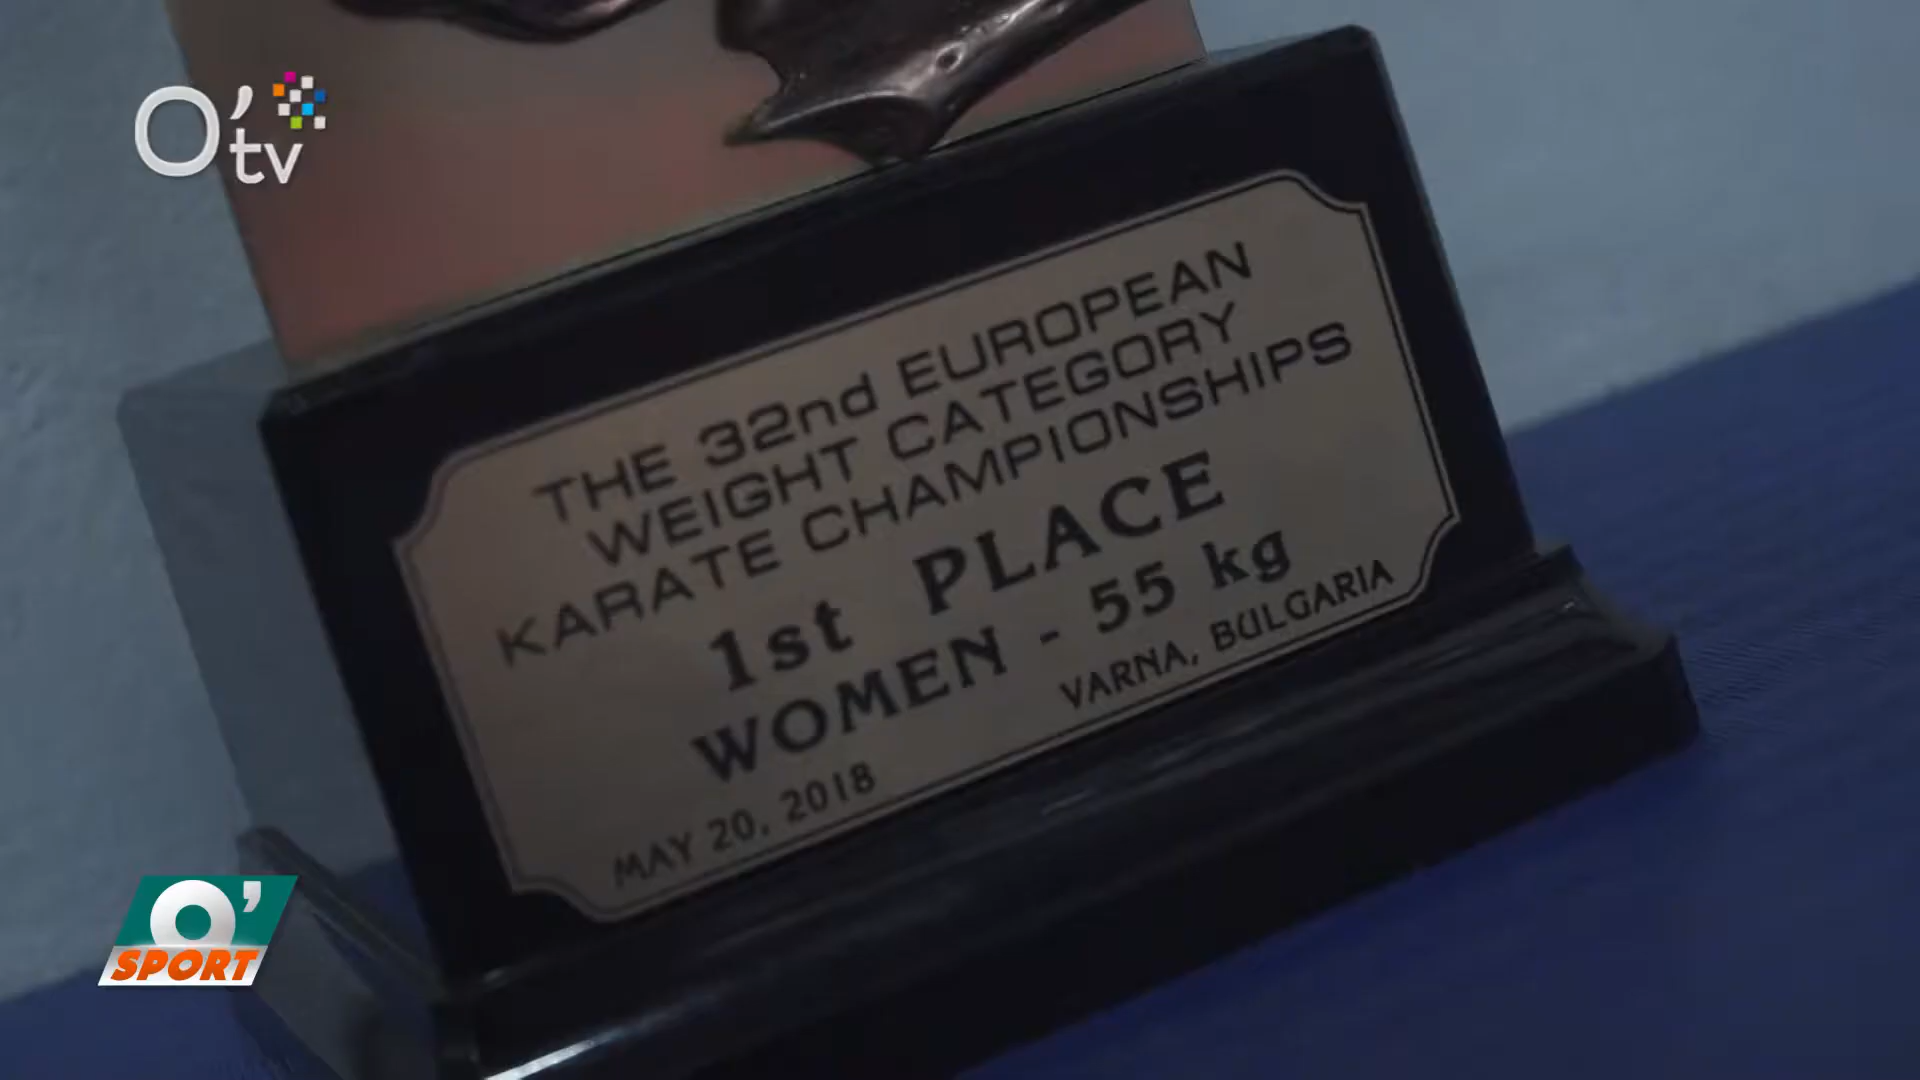 O'tv
THE 32nd EUROPEAN
WEIGHT CATEGORY
KARATE CHAMPIONSHIPS
1st PLACE
WOMEN - 55 kg
VARNA, BULGARIA
MAY 20, 2018
O'
SPORT